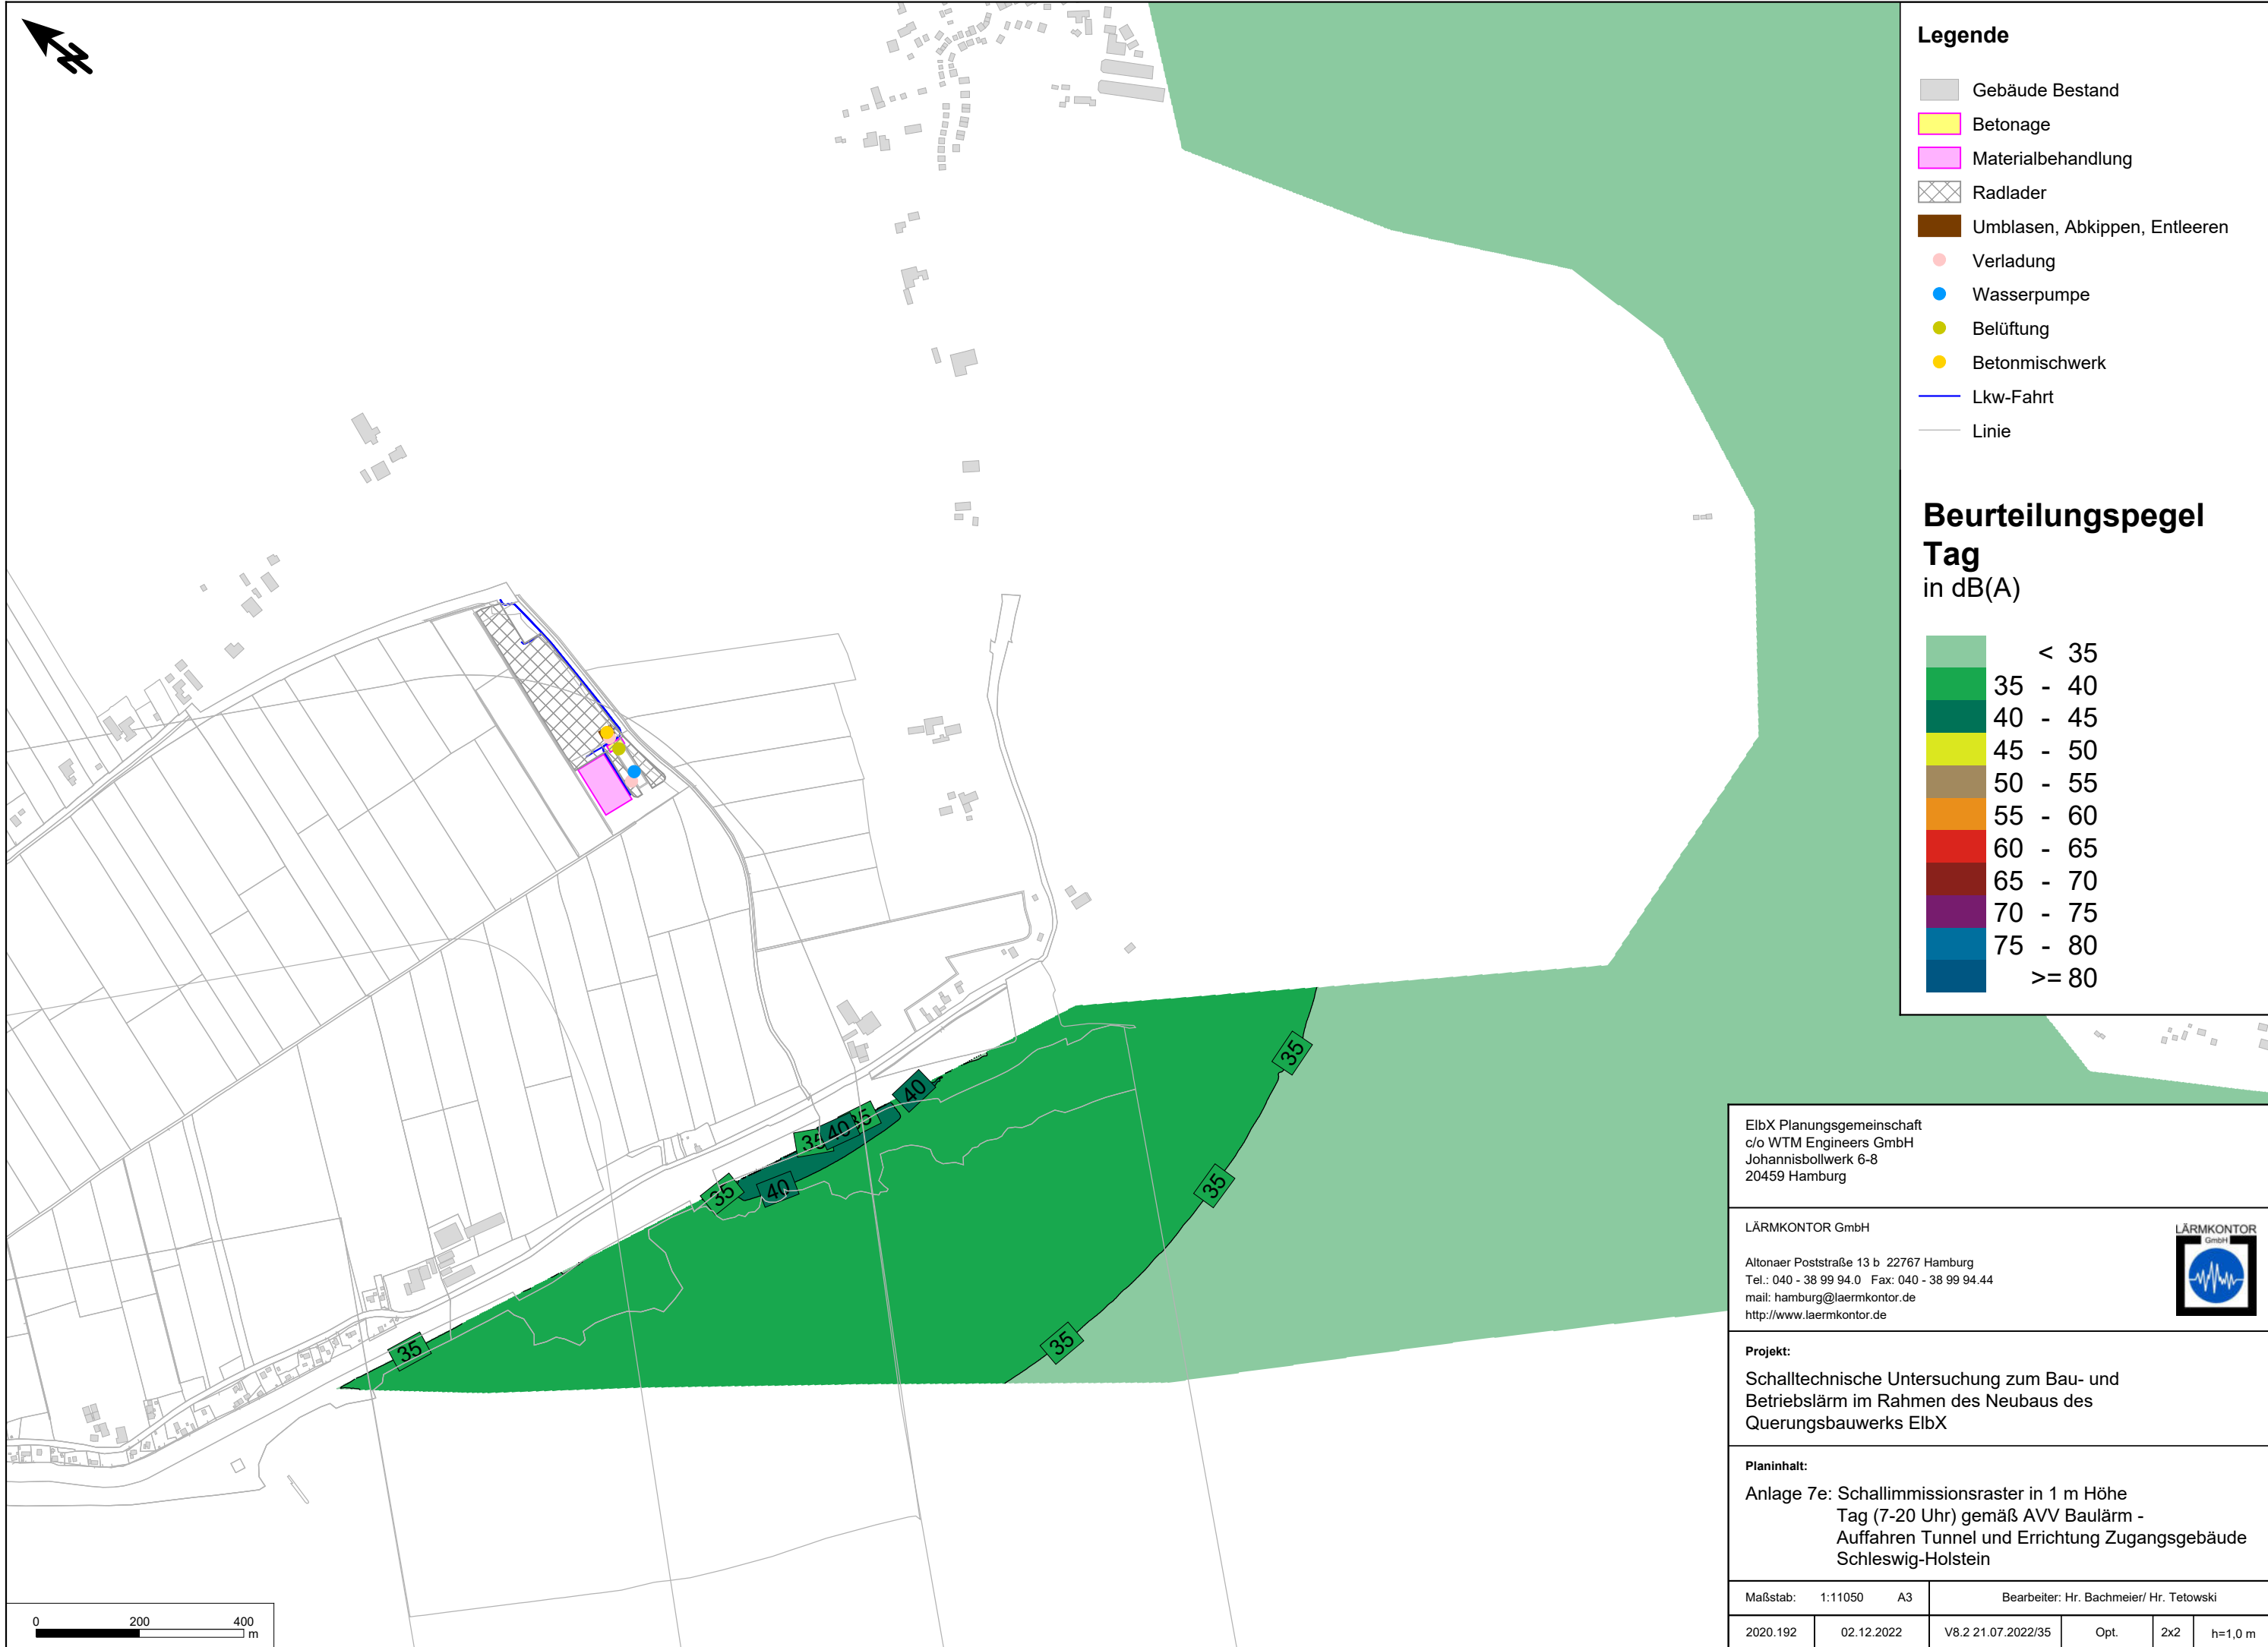 N
Legende
Gebäude Bestand
Betonage
Materialbehandlung
Radlader
Umblasen, Abkippen, Entleeren
Verladung
Wasserpumpe
Belüftung
Betonmischwerk
Lkw-Fahrt
Linie
Beurteilungspegel
Tag
in dB(A)
< 35
35 - 40
40 - 45
45 - 50
50 - 55
55 - 60
60 - 65
65 - 70
70 - 75
75 - 80
>= 80
35
40
35
35
40
35
40
35
35
35
ElbX Planungsgemeinschaft
c/o WTM Engineers GmbH
Johannisbollwerk 6-8
20459 Hamburg
LÄRMKONTOR GmbH
Altonaer Poststraße 13 b 22767 Hamburg
Tel.: 040 - 38 99 94.0 Fax: 040 - 38 99 94.44
mail: hamburg@laermkontor.de
http://www.laermkontor.de
LÄRMKONTOR
GmbH
Projekt:
Schalltechnische Untersuchung zum Bau- und
Betriebslärm im Rahmen des Neubaus des
Querungsbauwerks ElbX
Planinhalt:
Anlage 7e: Schallimmissionsraster in 1 m Höhe
Tag (7-20 Uhr) gemäß AVV Baulärm -
Auffahren Tunnel und Errichtung Zugangsgebäude
Schleswig-Holstein
Maßstab: 1:11050 A3 Bearbeiter: Hr. Bachmeier/ Hr. Tetowski
2020.192 02.12.2022 V8.2 21.07.2022/35 Opt. 2x2 h=1,0 m
0 200 400
m